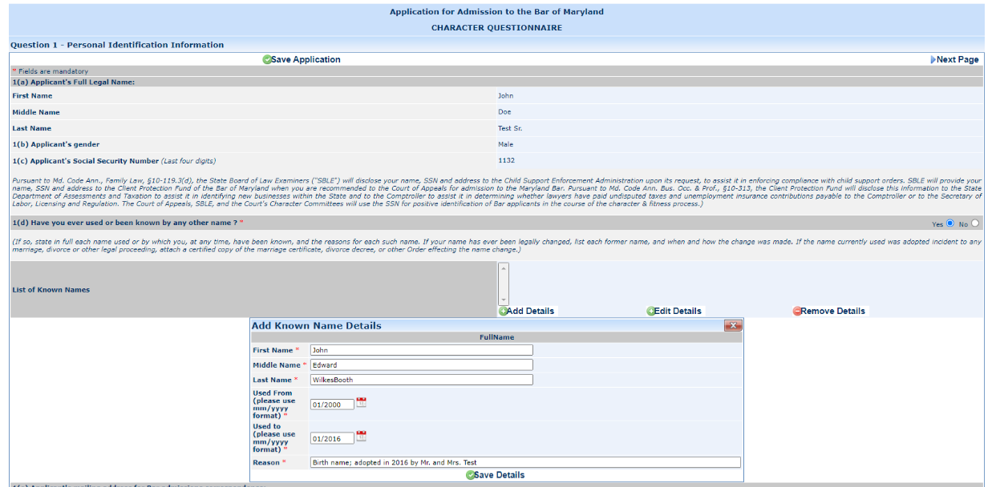 Application for Admission to the Bar of Maryland
CHARACTER QUESTIONNAIRE
Question 1 - Personal Identification Information
Save Application
Next Page
* Fields are mandatory
1(a) Applicant's Full Legal Name:
First Name John
Middle Name Doe
Last Name Test Sr.
1(b) Applicant's gender Male
1(c) Applicant's Social Security Number (Last four digits) 1132
Pursuant to Md. Code Ann., Family Law, §10-119.3(d), the State Board of Law Examiners ("SBLE") will disclose your name, SSN and address to the Child Support Enforcement Administration upon its request, to assist it in enforcing compliance with child support orders. SBLE will provide your
name, SSN and address to the Client Protection Fund of the Bar of Maryland when you are recommended to the Court of Appeals for admission to the Maryland Bar. Pursuant to Md. Code Ann. Bus. Occ. & Prof., §10-313, the Client Protection Fund will disclose this information to the State
Department of Assessments and Taxation to assist it in identifying new businesses within the State and to the Comptroller to assist it in determining whether lawyers have paid undisputed taxes and unemployment insurance contributions payable to the Comptroller or to the Secretary of
Labor, Licensing and Regulation. The Court of Appeals, SBLE, and the Court's Character Committees will use the SSN for positive identification of Bar applicants in the course of the character & fitness process.)
1(d) Have you ever used or been known by any other name ? * Yes No
(If so, state in full each name used or by which you, at any time, have been known, and the reasons for each such name. If your name has ever been legally changed, list each former name, and when and how the change was made. If the name currently used was adopted incident to any
marriage, divorce or other legal proceeding, attach a certified copy of the marriage certificate, divorce decree, or other Order effecting the name change.)
List of Known Names
Add Details
Edit Details
Remove Details
Add Known Name Details
FullName
First Name * John
Middle Name * Edward
Last Name * WilkesBooth
Used From
(please use
mm/yyyy
format) *
01/2000
Used to
(please use
mm/yyyy
format) *
01/2016
Reason * Birth name; adopted in 2016 by Mr. and Mrs. Test
Save Details